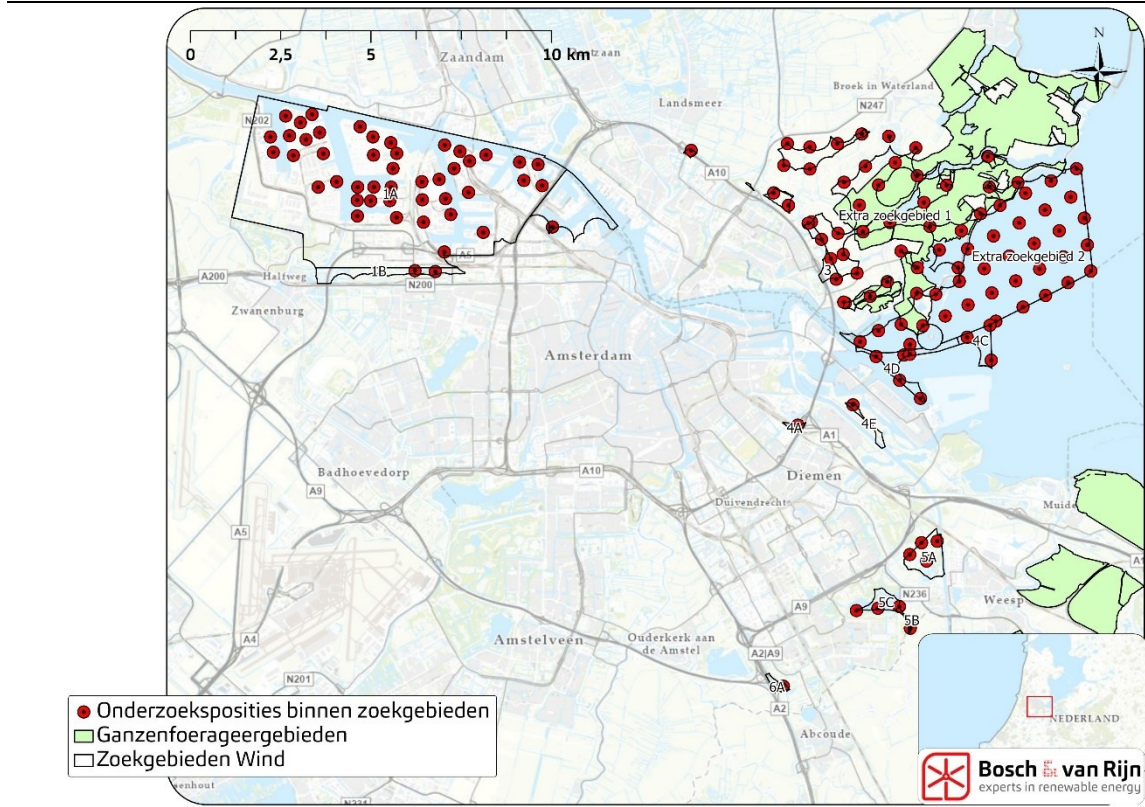 0 2,5 5 10 km
Zaandam
N
N202
Landsmeer
Broek in Waterland
N247
A10
1A
Extra zoekgebied 1
Extra zoekgebied 2
A5
3
1B
A200
Halfweg
N200
Zwanenburg
4C
Amsterdam
4D
4A
4E
A1
Badhoevedorp
A10
Diemen
Duivendrecht
A9
A5
Muide
A1
5A
N236
Weesp
5C
5B
A9
Amstelveen
Ouderkerk aan
de Amstel
A2|A9
A4
N201
6A
A2
Abcoude
Onderzoeksposities binnen zoekgebieden
Ganzenfoerageergebieden
Zoekgebieden Wind
NEDERLAND
Bosch & van Rijn
experts in renewable energy
senhout
N231